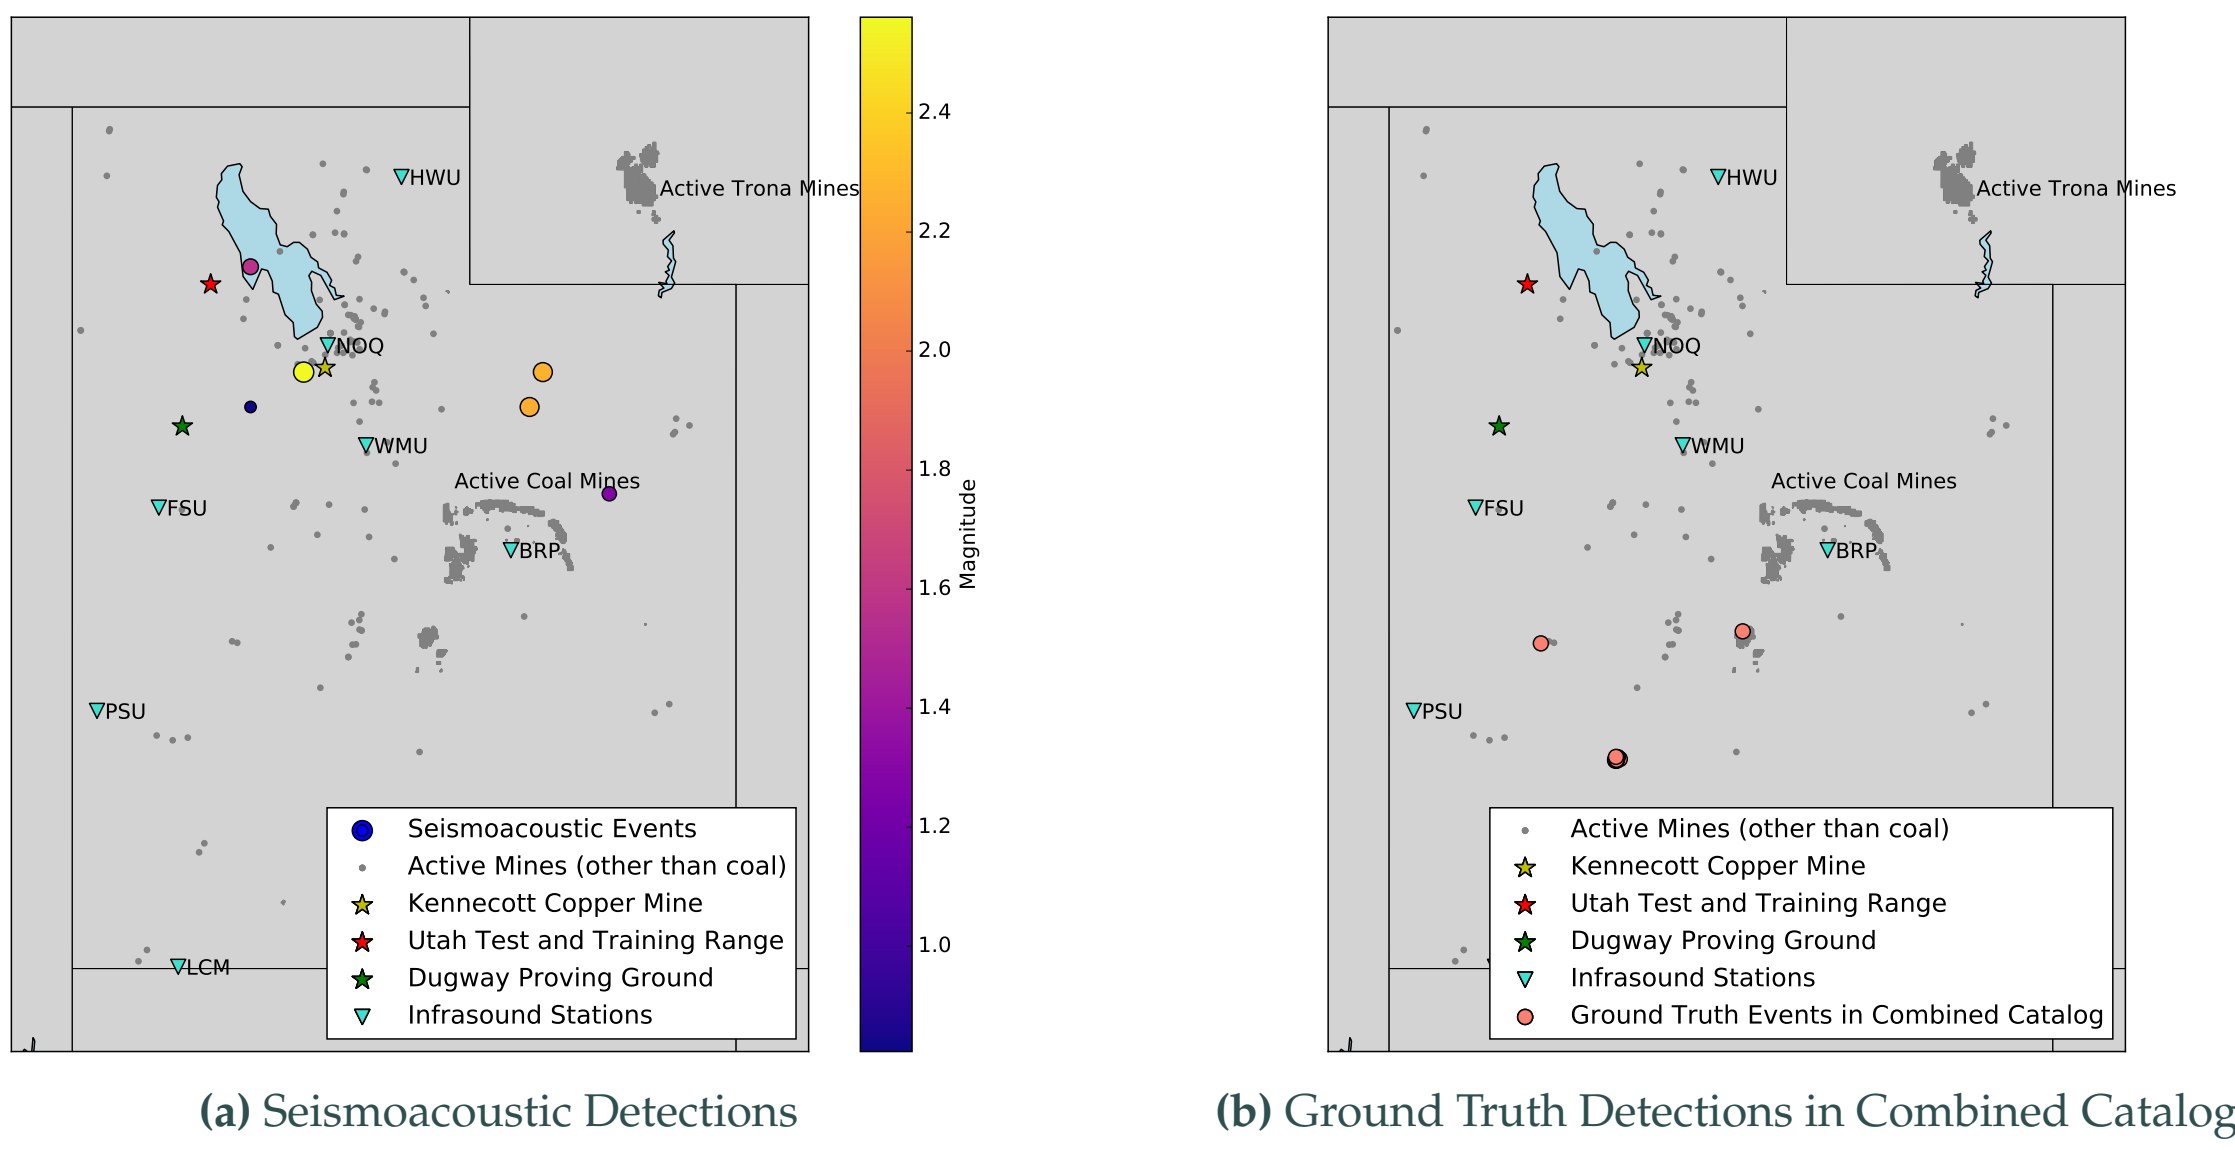 HWU
Active Trona Mines
NOQ
WMU
Active Coal Mines
FSU
BRP
PSU
LCM
Seismoacoustic Events
Active Mines (other than coal)
Kennecott Copper Mine
Utah Test and Training Range
Dugway Proving Ground
Infrasound Stations
2.4
2.2
2.0
1.8
1.6
1.4
1.2
1.0
Magnitude
(a) Seismoacoustic Detections
HWU
Active Trona Mines
NOQ
WMU
Active Coal Mines
FSU
BRP
PSU
Active Mines (other than coal)
Kennecott Copper Mine
Utah Test and Training Range
Dugway Proving Ground
Infrasound Stations
Ground Truth Events in Combined Catalog
(b) Ground Truth Detections in Combined Catalog